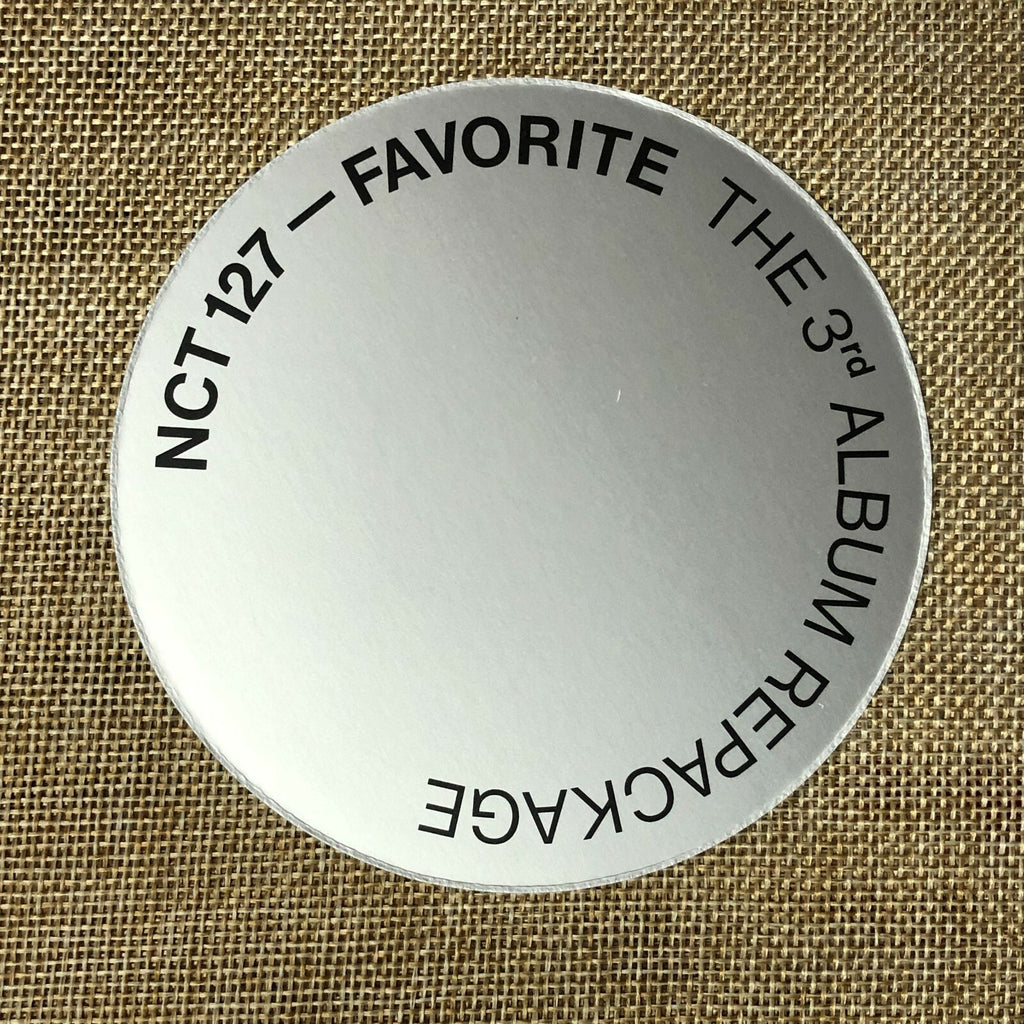 NCT 127 — FAVORITE THE 3rd ALBUM REPACKAGE